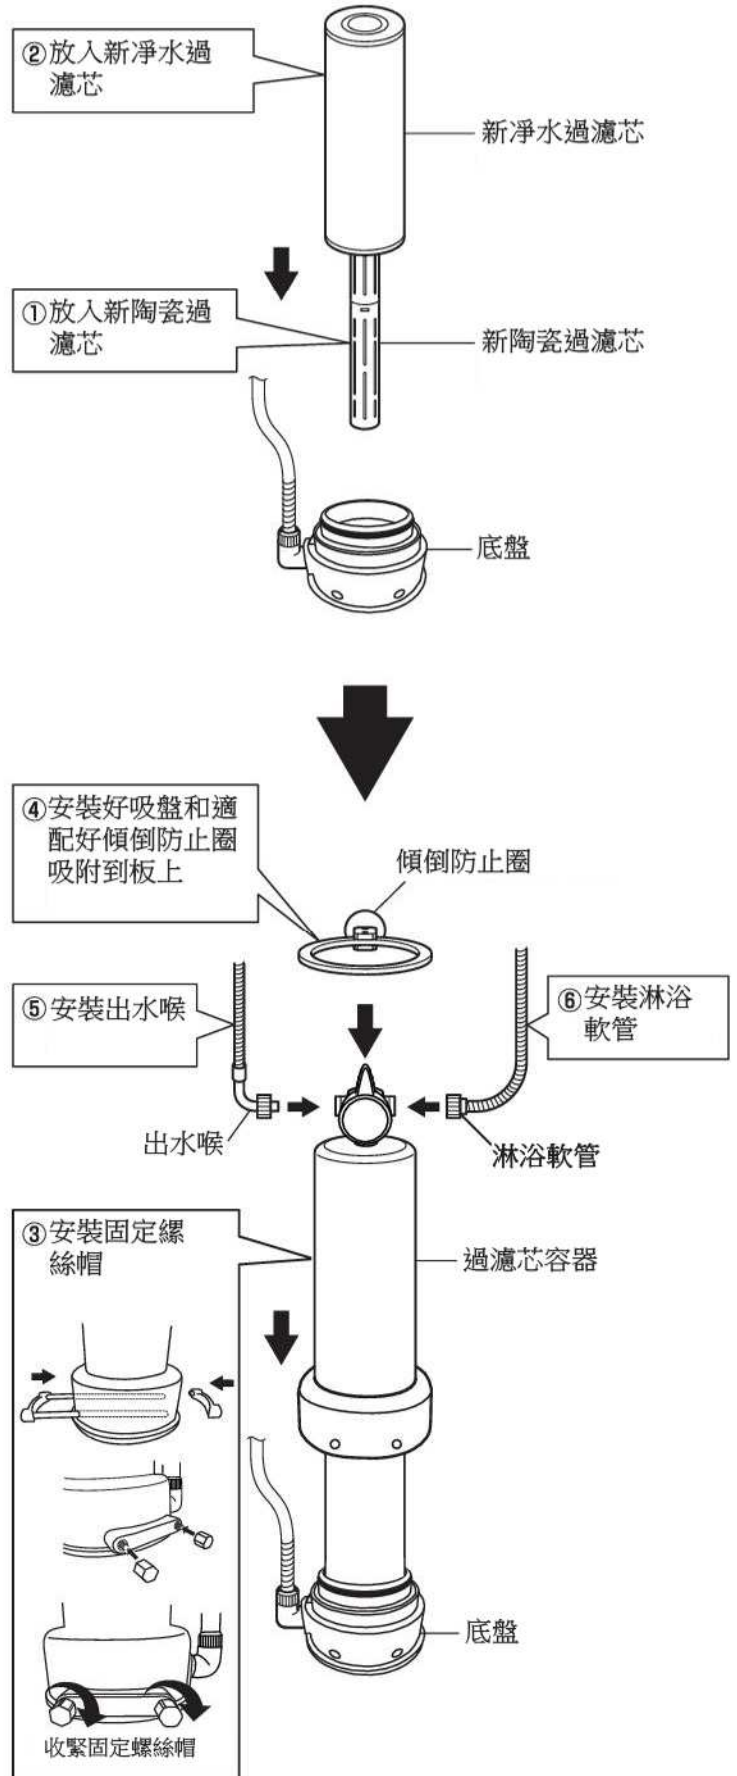 ②放入新凈水過
濾芯
新凈水過濾芯
①放入新陶瓷過
濾芯
新陶瓷過濾芯
底盤
④安裝好吸盤和適
配好傾倒防止圈
吸附到板上
傾倒防止圈
⑤安裝出水喉
⑥安裝淋浴
軟管
出水喉
淋浴軟管
③安裝固定縲
絲帽
過濾芯容器
底盤
收緊固定螺絲帽